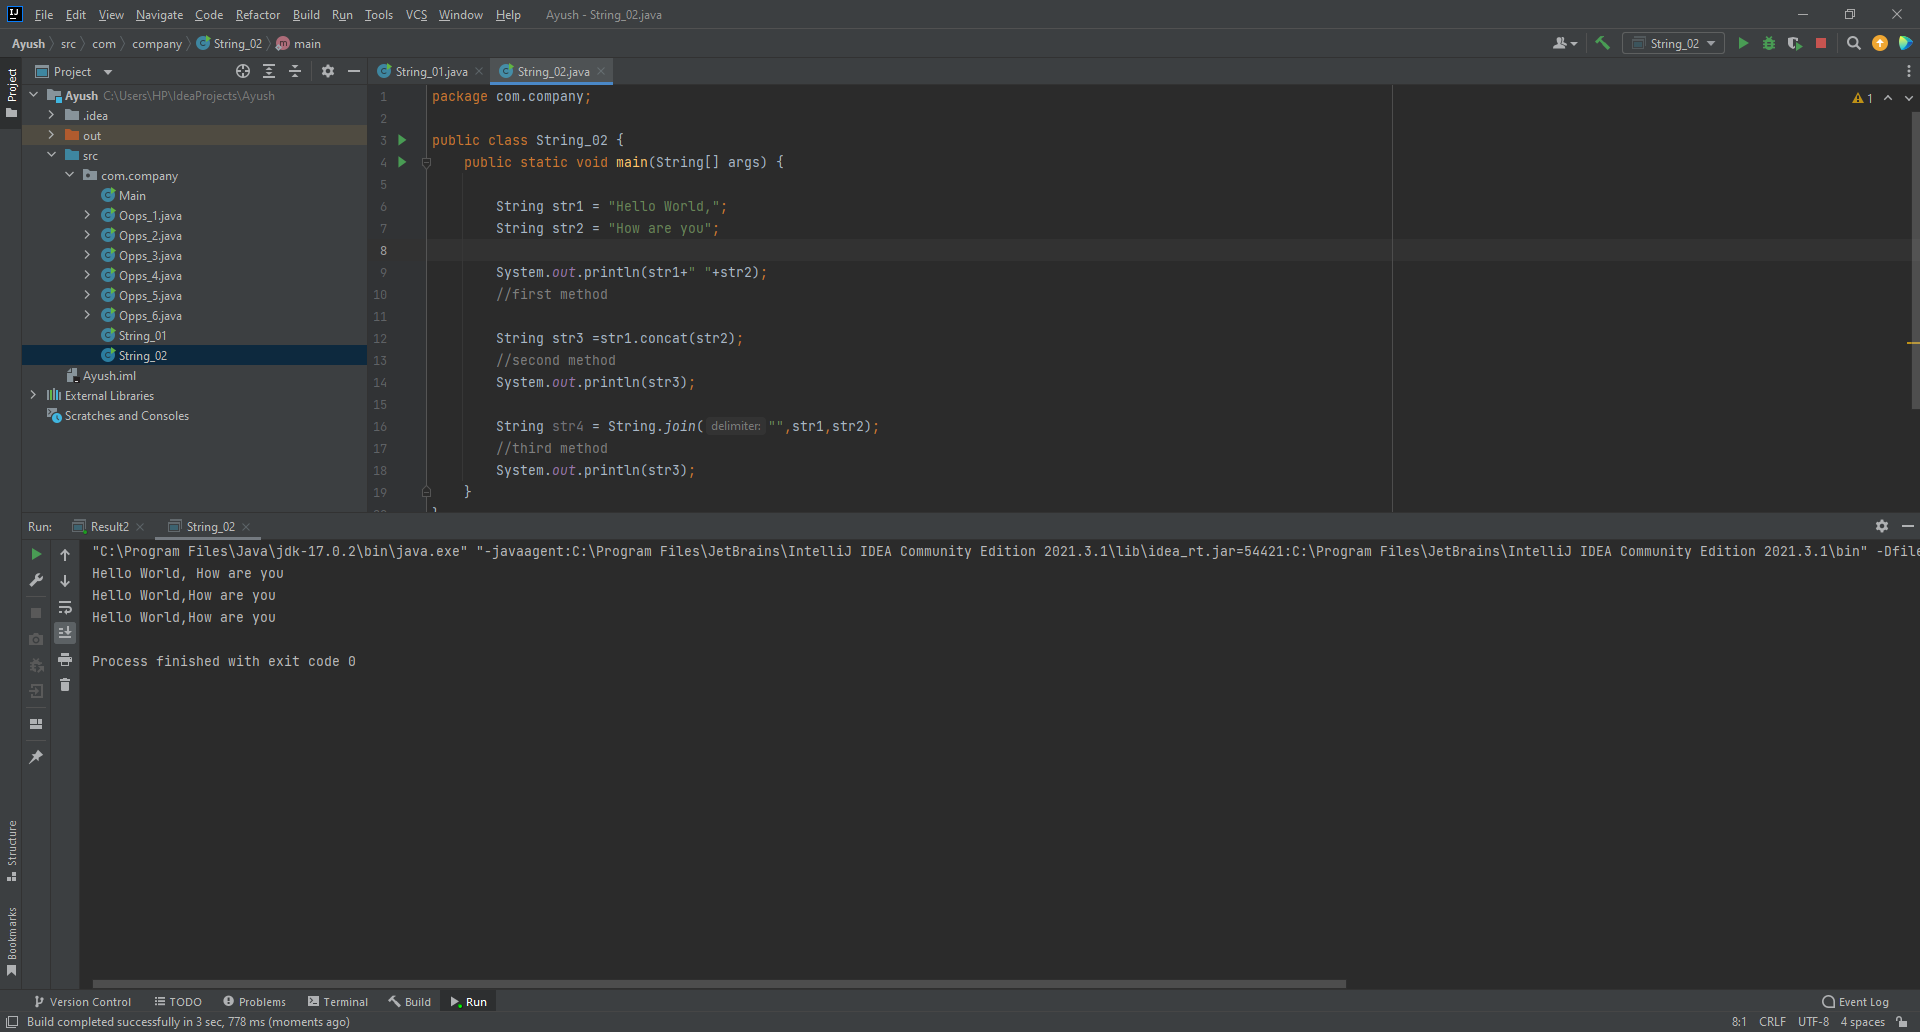 File Edit View Navigate Code Refactor Build Run Tools VCS Window Help Ayush - String_02.java
Ayush src com company String_02 main String_02
Project Project String_01.java String_02.java
Ayush C:\Users\HP\IdeaProjects\Ayush
.idea
out
src
com.company
Main
Oops_1.java
Opps_2.java
Opps_3.java
Opps_4.java
Opps_5.java
Opps_6.java
String_01
String_02
Ayush.iml
External Libraries
Scratches and Consoles
1 package com.company; 1
2
3 public class String_02 {
4 public static void main(String[] args) {
5
6 String str1 = "Hello World,";
7 String str2 = "How are you";
8
9 System.out.println(str1+" "+str2);
10 //first method
11
12 String str3 =str1.concat(str2);
13 //second method
14 System.out.println(str3);
15
16 String str4 = String.join( delimiter: "",str1,str2);
17 //third method
18 System.out.println(str3);
19 }
Run: Result2 String_02
"C:\Program Files\Java\jdk-17.0.2\bin\java.exe" "-javaagent:C:\Program Files\JetBrains\IntelliJ IDEA Community Edition 2021.3.1\lib\idea_rt.jar=54421:C:\Program Files\JetBrains\IntelliJ IDEA Community Edition 2021.3.1\bin" -Dfile
Hello World, How are you
Hello World,How are you
Hello World,How are you
Process finished with exit code 0
Structure
Bookmarks
Version Control TODO Problems Terminal Build Run Event Log
Build completed successfully in 3 sec, 778 ms (moments ago) 8:1 CRLF UTF-8 4 spaces